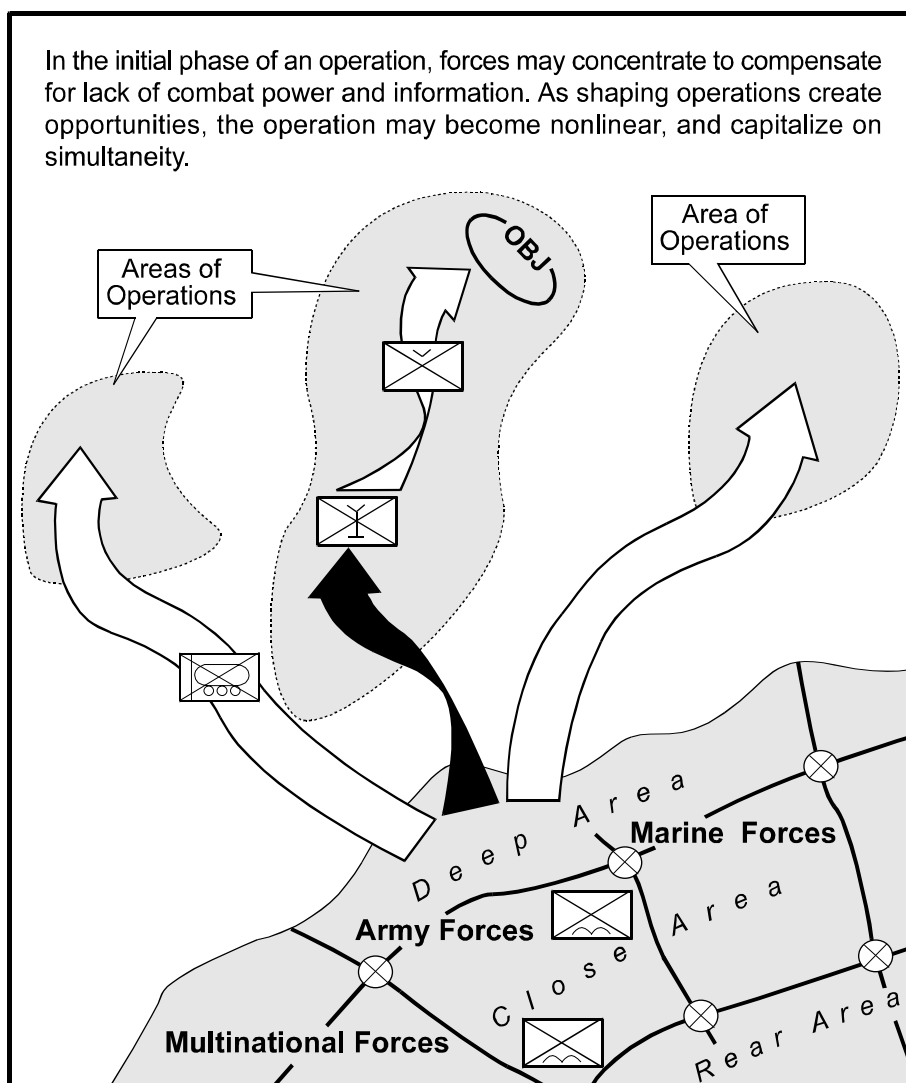 In the initial phase of an operation, forces may concentrate to compensate
for lack of combat power and information. As shaping operations create
opportunities, the operation may become nonlinear, and capitalize on
simultaneity.
Area of
Operations
OBJ
Areas of
Operations
Deep Area
Marine Forces
Army Forces
Close Area
Rear Area
Multinational Forces